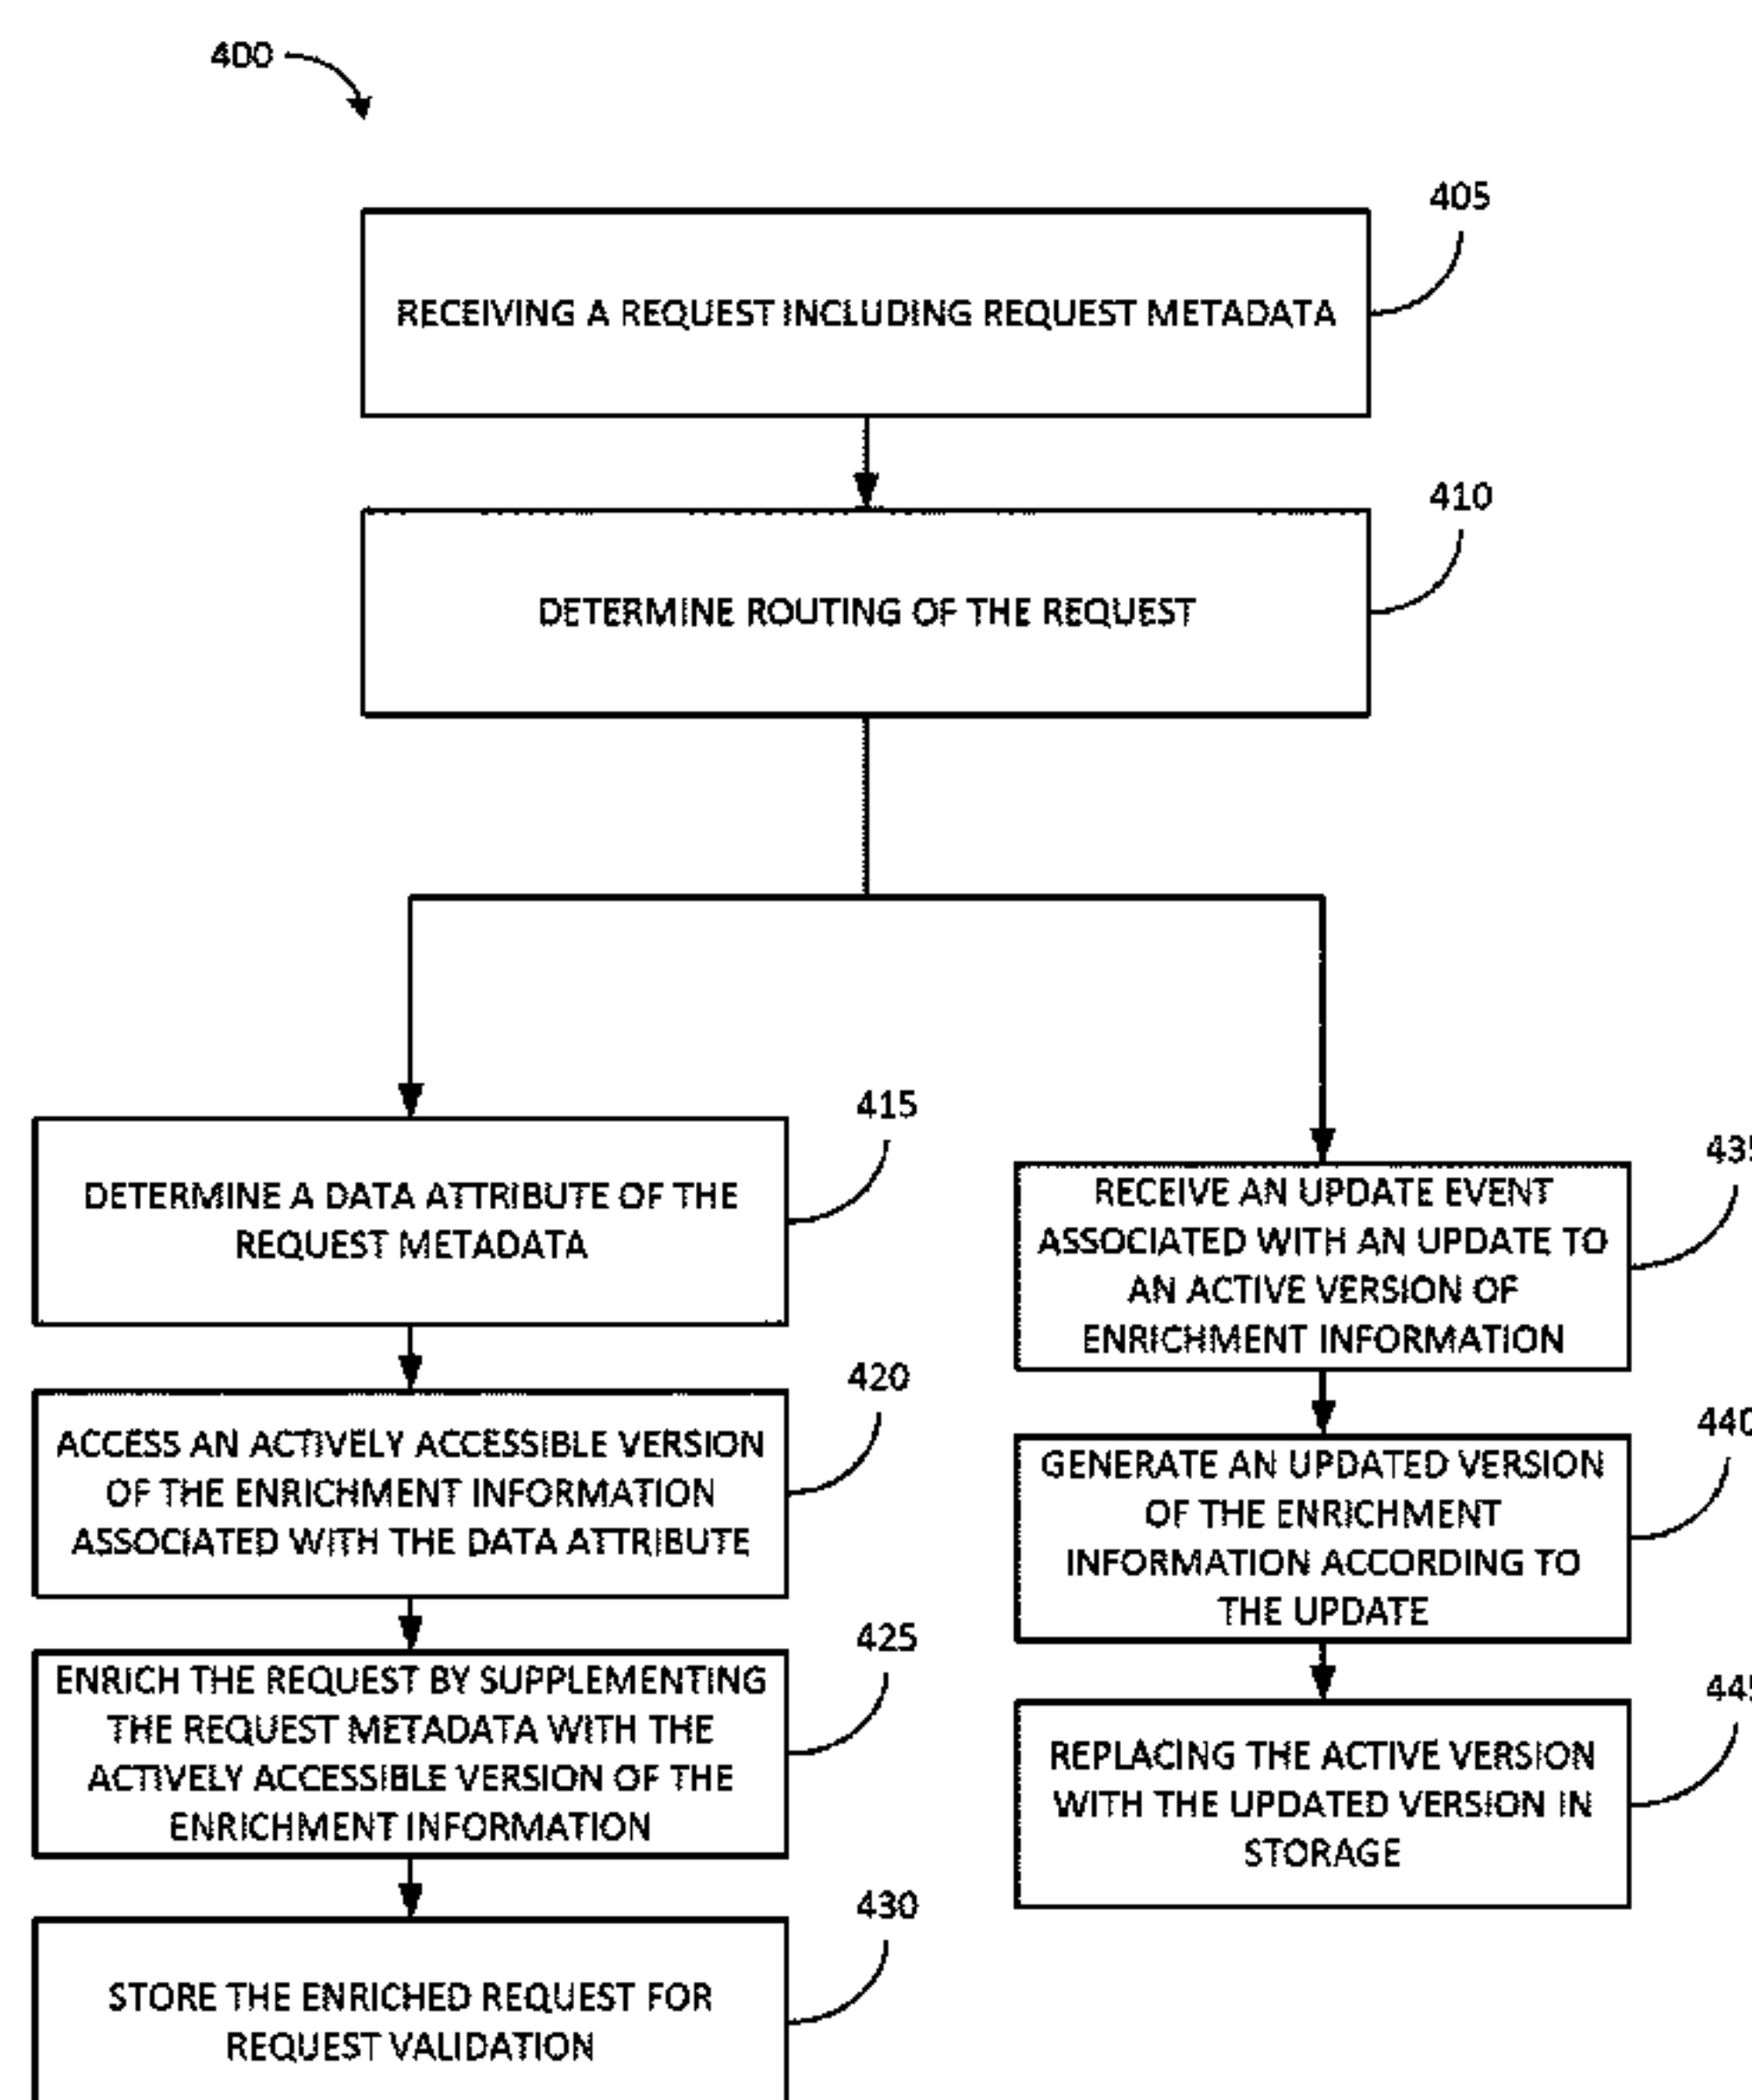 400
405
RECEIVING A REQUEST INCLUDING REQUEST METADATA
410
DETERMINE ROUTING OF THE REQUEST
415
DETERMINE A DATA ATTRIBUTE OF THE
REQUEST METADATA
420
ACCESS AN ACTIVELY ACCESSIBLE VERSION
OF THE ENRICHMENT INFORMATION
ASSOCIATED WITH THE DATA ATTRIBUTE
425
ENRICH THE REQUEST BY SUPPLEMENTING
THE REQUEST METADATA WITH THE
ACTIVELY ACCESSIBLE VERSION OF THE
ENRICHMENT INFORMATION
430
STORE THE ENRICHED REQUEST FOR
REQUEST VALIDATION
435
RECEIVE AN UPDATE EVENT
ASSOCIATED WITH AN UPDATE TO
AN ACTIVE VERSION OF
ENRICHMENT INFORMATION
440
GENERATE AN UPDATED VERSION
OF THE ENRICHMENT
INFORMATION ACCORDING TO
THE UPDATE
445
REPLACING THE ACTIVE VERSION
WITH THE UPDATED VERSION IN
STORAGE